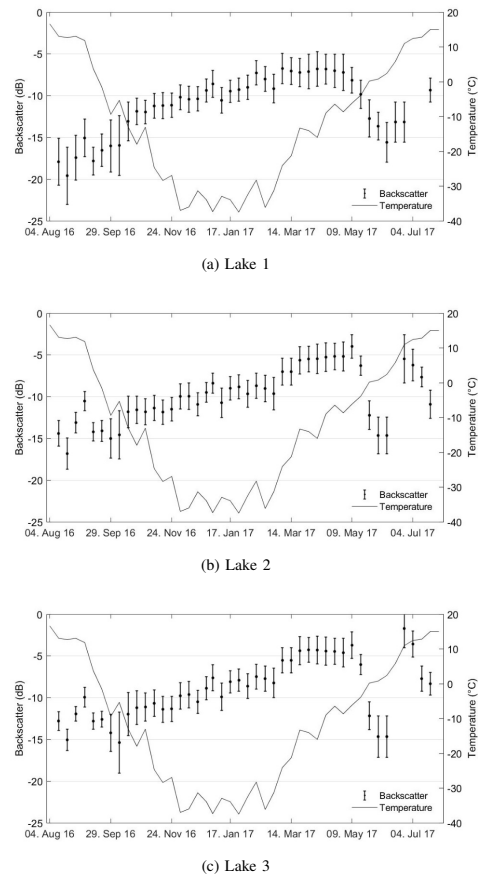 0
-5
-10
-15
-20
-25
Backscatter (dB)
20
10
0
-10
-20
-30
-40
Temperature (°C)
Backscatter
Temperature
04. Aug 16 29. Sep 16 24. Nov 16 17. Jan 17 14. Mar 17 09. May 17 04. Jul 17
(a) Lake 1
0
-5
-10
-15
-20
-25
Backscatter (dB)
20
10
0
-10
-20
-30
-40
Temperature (°C)
Backscatter
Temperature
04. Aug 16 29. Sep 16 24. Nov 16 17. Jan 17 14. Mar 17 09. May 17 04. Jul 17
(b) Lake 2
0
-5
-10
-15
-20
-25
Backscatter (dB)
20
10
0
-10
-20
-30
-40
Temperature (°C)
Backscatter
Temperature
04. Aug 16 29. Sep 16 24. Nov 16 17. Jan 17 14. Mar 17 09. May 17 04. Jul 17
(c) Lake 3